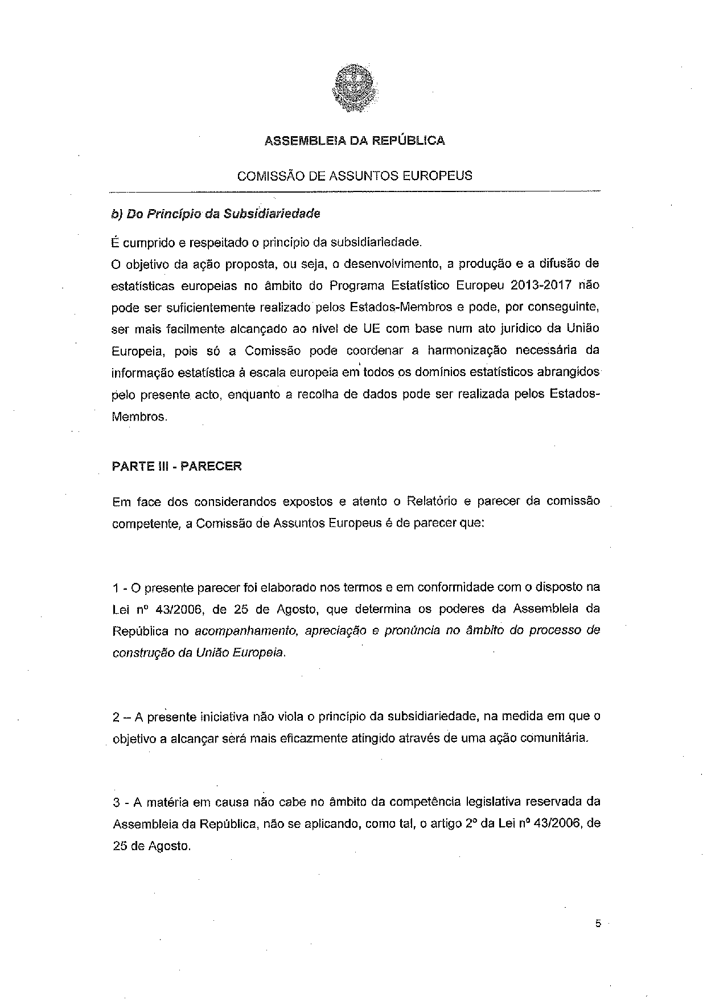 ASSEMBLEIA DA REPÚBLICA
COMISSÃO DE ASSUNTOS EUROPEUS
b) Do Princípio da Subsidiariedade
É cumprido e respeitado o princípio da subsidiariedade.
O objetivo da ação proposta, ou seja, o desenvolvimento, a produção e a difusão de
estatísticas europeias no âmbito do Programa Estatístico Europeu 2013-2017 não
pode ser suficientemente realizado pelos Estados-Membros e pode, por conseguinte,
ser mais facilmente alcançado ao nível de UE com base num ato jurídico da União
Europeia, pois só a Comissão pode coordenar a harmonização necessária da
informação estatística à escala europeia em todos os domínios estatísticos abrangidos
pelo presente acto, enquanto a recolha de dados pode ser realizada pelos Estados-
Membros.
PARTE III - PARECER
Em face dos considerandos expostos e atento o Relatório e parecer da comissão
competente, a Comissão de Assuntos Europeus é de parecer que:
1 - O presente parecer foi elaborado nos termos e em conformidade com o disposto na
Lei nº 43/2006, de 25 de Agosto, que determina os poderes da Assembleia da
República no acompanhamento, apreciação e pronúncia no âmbito do processo de
construção da União Europeia.
2 – A presente iniciativa não viola o princípio da subsidiariedade, na medida em que o
objetivo a alcançar será mais eficazmente atingido através de uma ação comunitária.
3 - A matéria em causa não cabe no âmbito da competência legislativa reservada da
Assembleia da República, não se aplicando, como tal, o artigo 2º da Lei nº 43/2006, de
25 de Agosto.
5